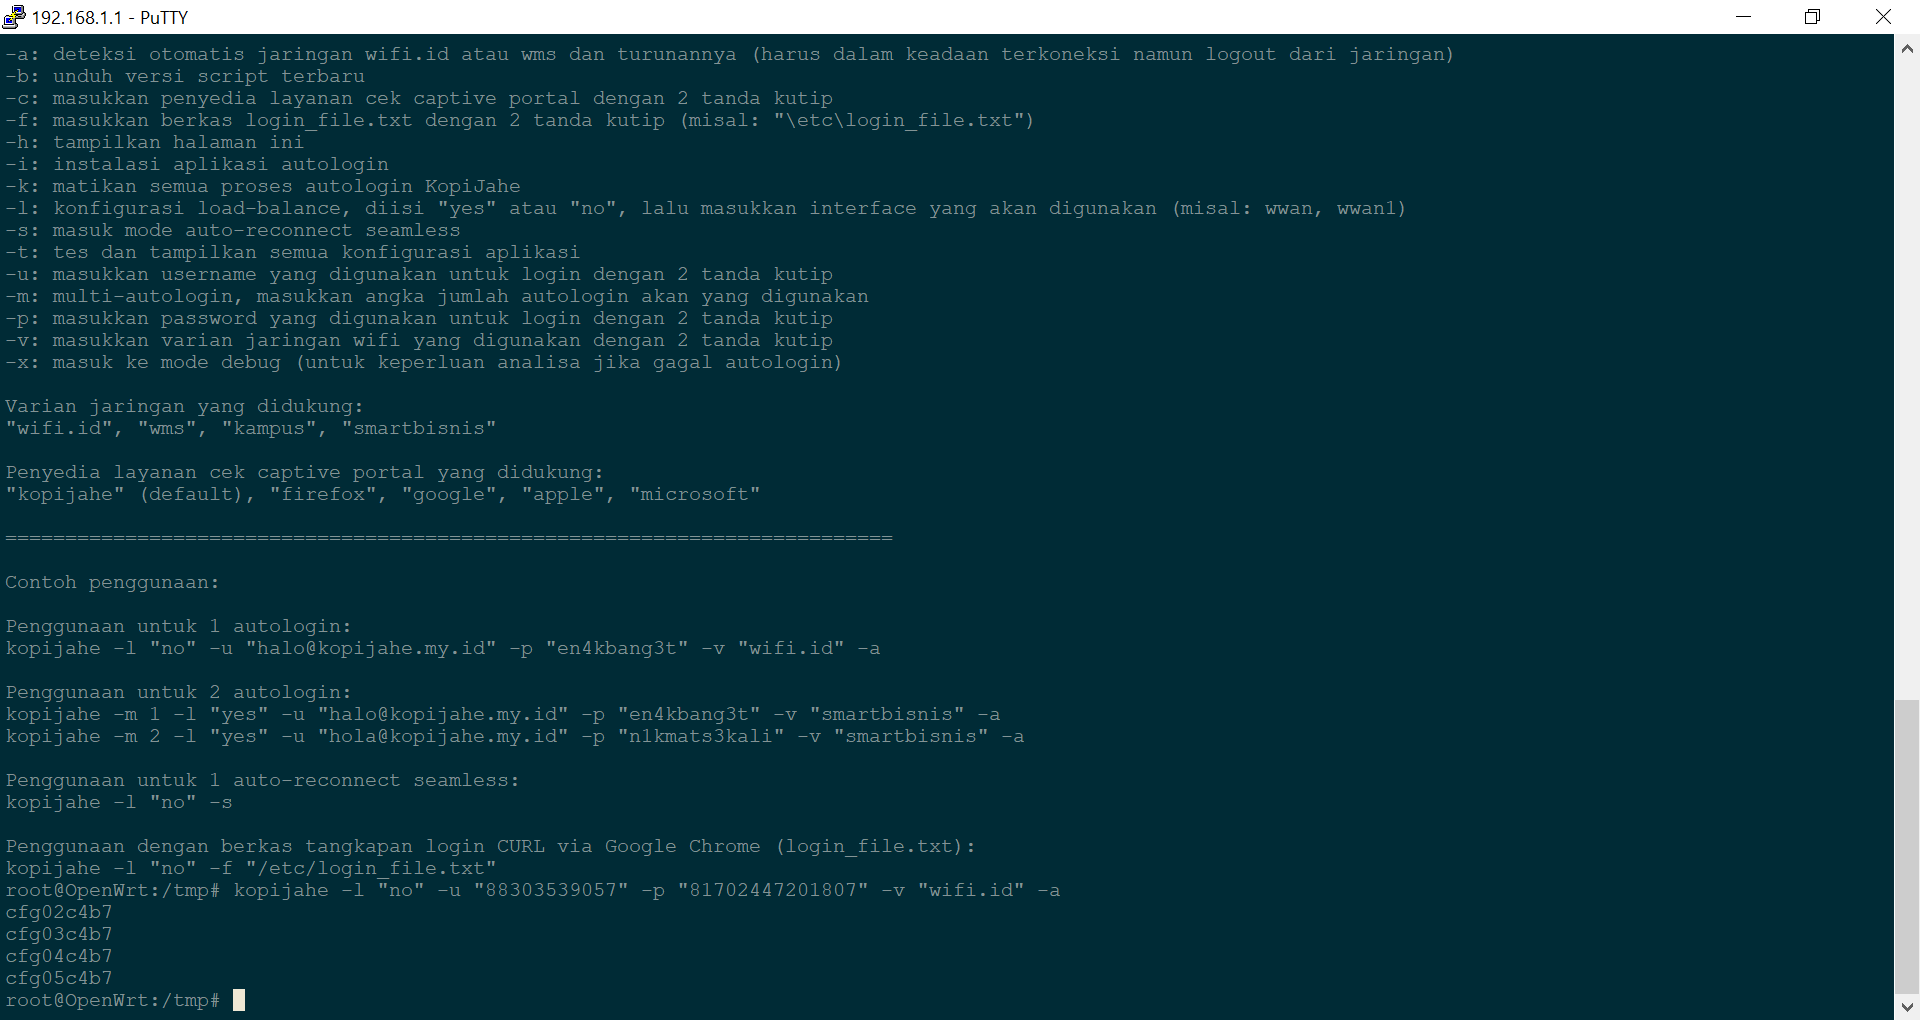 192.168.1.1 - PuTTY
-a: deteksi otomatis jaringan wifi.id atau wms dan turunannya (harus dalam keadaan terkoneksi namun logout dari jaringan)
-b: unduh versi script terbaru
-c: masukkan penyedia layanan cek captive portal dengan 2 tanda kutip
-f: masukkan berkas login_file.txt dengan 2 tanda kutip (misal: "\etc\login_file.txt")
-h: tampilkan halaman ini
-i: instalasi aplikasi autologin
-k: matikan semua proses autologin KopiJahe
-l: konfigurasi load-balance, diisi "yes" atau "no", lalu masukkan interface yang akan digunakan (misal: wwan, wwan1)
-s: masuk mode auto-reconnect seamless
-t: tes dan tampilkan semua konfigurasi aplikasi
-u: masukkan username yang digunakan untuk login dengan 2 tanda kutip
-m: multi-autologin, masukkan angka jumlah autologin akan yang digunakan
-p: masukkan password yang digunakan untuk login dengan 2 tanda kutip
-v: masukkan varian jaringan wifi yang digunakan dengan 2 tanda kutip
-x: masuk ke mode debug (untuk keperluan analisa jika gagal autologin)
Varian jaringan yang didukung:
"wifi.id", "wms", "kampus", "smartbisnis"
Penyedia layanan cek captive portal yang didukung:
"kopijahe" (default), "firefox", "google", "apple", "microsoft"
==========================================================================
Contoh penggunaan:
Penggunaan untuk 1 autologin:
kopijahe -l "no" -u "halo@kopijahe.my.id" -p "en4kbang3t" -v "wifi.id" -a
Penggunaan untuk 2 autologin:
kopijahe -m 1 -l "yes" -u "halo@kopijahe.my.id" -p "en4kbang3t" -v "smartbisnis" -a
kopijahe -m 2 -l "yes" -u "hola@kopijahe.my.id" -p "n1kmats3kali" -v "smartbisnis" -a
Penggunaan untuk 1 auto-reconnect seamless:
kopijahe -l "no" -s
Penggunaan dengan berkas tangkapan login CURL via Google Chrome (login_file.txt):
kopijahe -l "no" -f "/etc/login_file.txt"
root@OpenWrt:/tmp# kopijahe -l "no" -u "88303539057" -p "81702447201807" -v "wifi.id" -a
cfg02c4b7
cfg03c4b7
cfg04c4b7
cfg05c4b7
root@OpenWrt:/tmp#